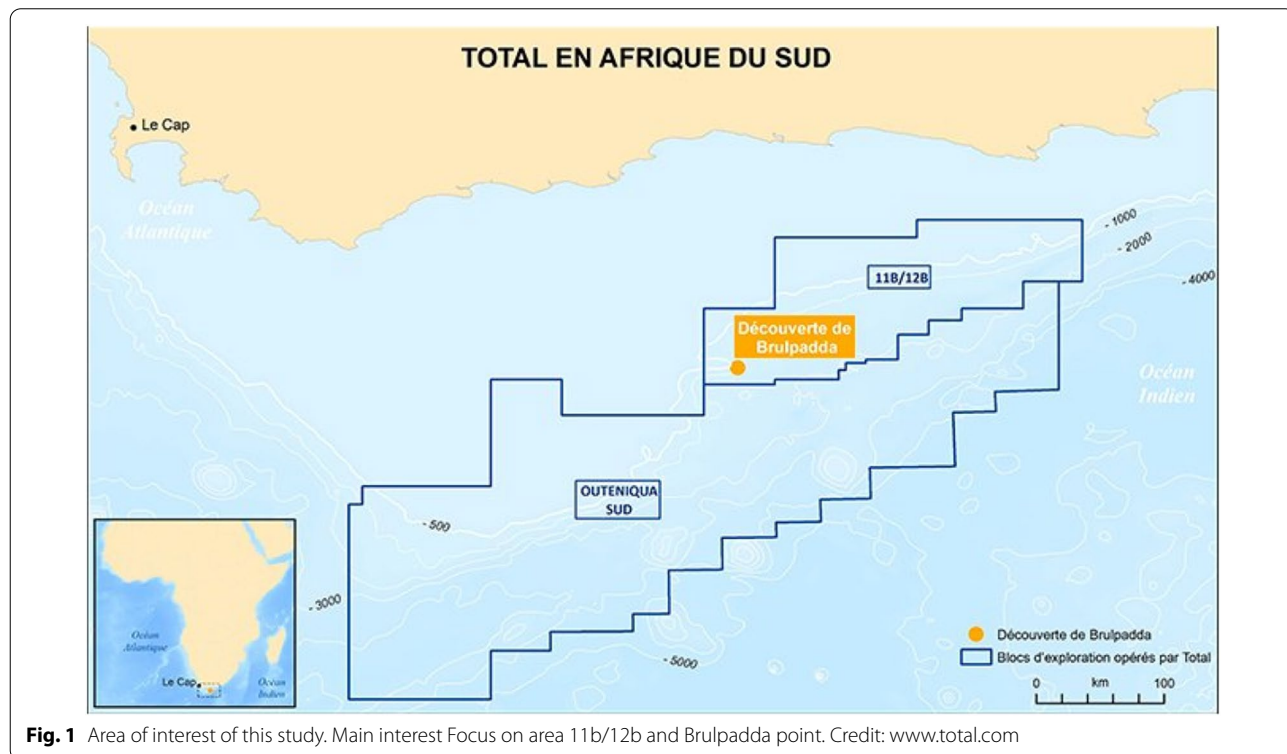 TOTAL EN AFRIQUE DU SUD
Le Cap
Océan
Atlantique
- 1000
- 2000
- 4000
11B/12B
Découverte de
Brulpadda
Océan
Indien
OUTENIQUA
SUD
- 500
- 3000
- 5000
Océan
Atlantique
Le Cap
Océan
Indien
Découverte de Brulpadda
Blocs d'exploration opérés par Total
0 km 100
Fig. 1 Area of interest of this study. Main interest Focus on area 11b/12b and Brulpadda point. Credit: www.total.com